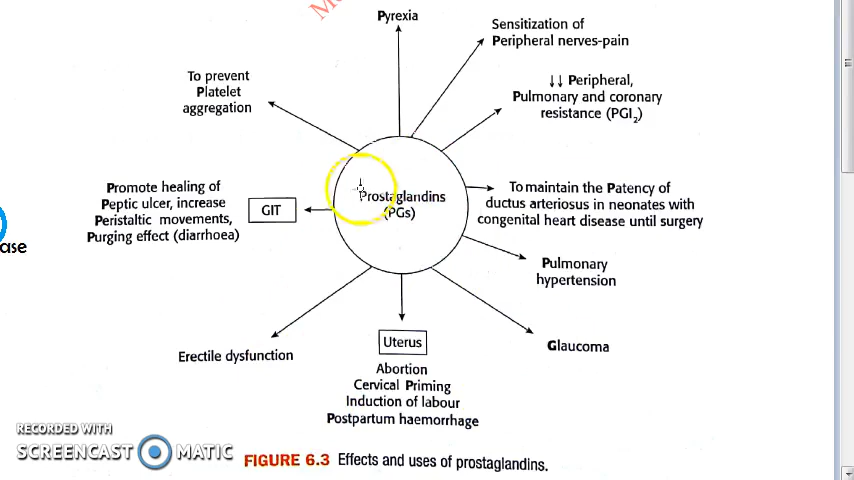 Pyrexia
Sensitization of
Peripheral nerves-pain
To prevent
Platelet
aggregation
↓↓ Peripheral,
Pulmonary and coronary
resistance (PGI₂)
Promote healing of
Peptic ulcer, increase
Peristaltic movements,
Purging effect (diarrhoea)
GIT
Prostaglandins
(PGs)
To maintain the Patency of
ductus arteriosus in neonates with
congenital heart disease until surgery
ase
Pulmonary
hypertension
Erectile dysfunction
Uterus
Abortion
Cervical Priming
Induction of labour
Postpartum haemorrhage
Glaucoma
RECORDED WITH
SCREENCAST MATIC
FIGURE 6.3 Effects and uses of prostaglandins.